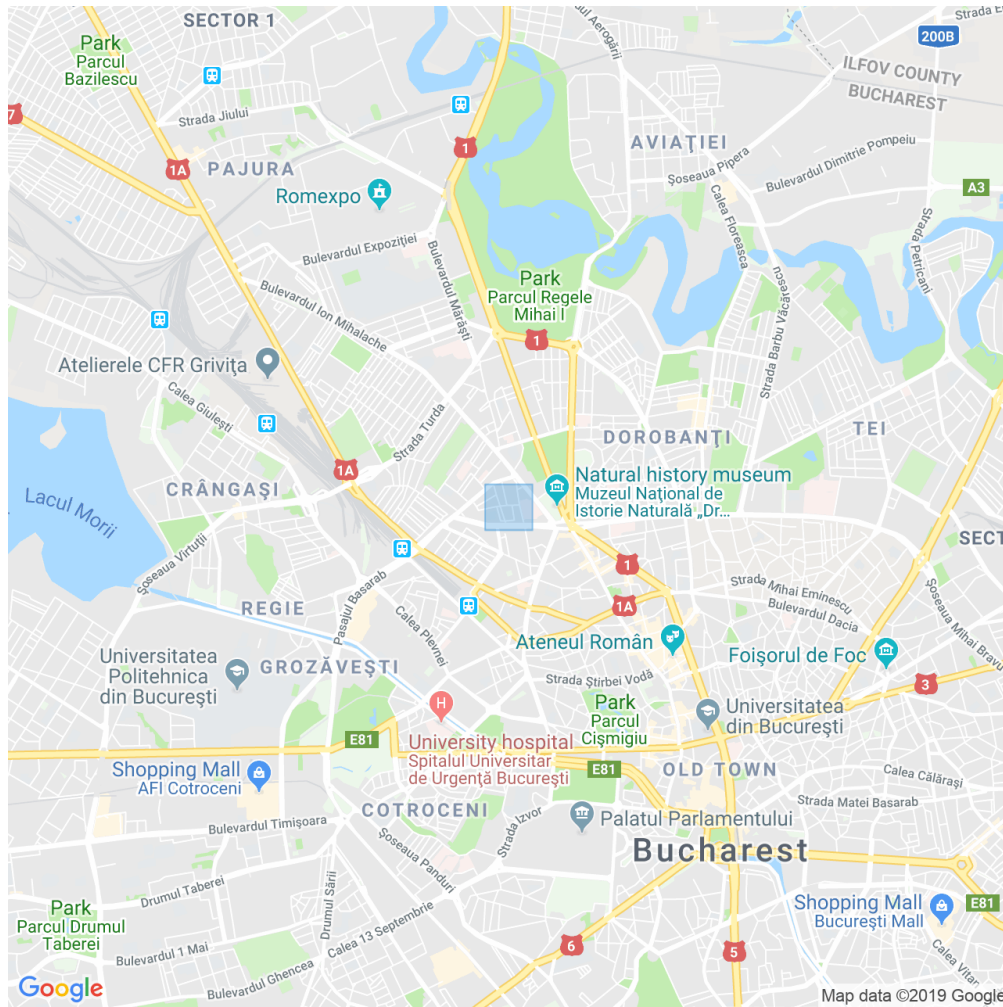 SECTOR 1
Strada E
200B
Park
Parcul
Bazilescu
Aerogării
ILFOV COUNTY
BUCHAREST
7
Strada Jiului
1
AVIAȚIEI
Bulevardul Dimitrie Pompeiu
Șoseaua Pipera
PAJURA
1A
A3
Romexpo
Calea Floreasca
Strada Petricani
Bulevardul Expoziției
Bulevardul Mărăști
Park
Parcul Regele
Mihai I
Bulevardul Ion Mihalache
Strada Barbu Văcărescu
1
Atelierele CFR Grivița
Calea Giulești
Strada Turda
DOROBANȚI
TEI
1A
Natural history museum
Muzeul Național de
Istorie Naturală „Dr...
CRÂNGAȘI
Lacul Morii
Șoseaua Virtuții
SECT
1
Strada Mihai Eminescu
Bulevardul Dacia
Șoseaua Mihai Bravu
REGIE
Pasajul Basarab
Calea Plevnei
1A
Ateneul Român
Foișorul de Foc
Universitatea
Politehnica
din București
GROZĂVEȘTI
Strada Știrbei Vodă
3
H
Park
Parcul
Cișmigiu
Universitatea
din București
E81
University hospital
Spitalul Universitar
de Urgență București
E81
OLD TOWN
Shopping Mall
AFI Cotroceni
Calea Călărași
COTROCENI
Strada Matei Basarab
Bulevardul Timișoara
Strada Izvor
Palatul Parlamentului
Șoseaua Panduri
Bucharest
Drumul Taberei
Drumul Sării
Shopping Mall
București Mall
E81
Park
Parcul Drumul
Taberei
Calea 13 Septembrie
Bulevardul 1 Mai
6
5
Calea Vitan
Bulevardul Ghencea
Google
Map data ©2019 Google